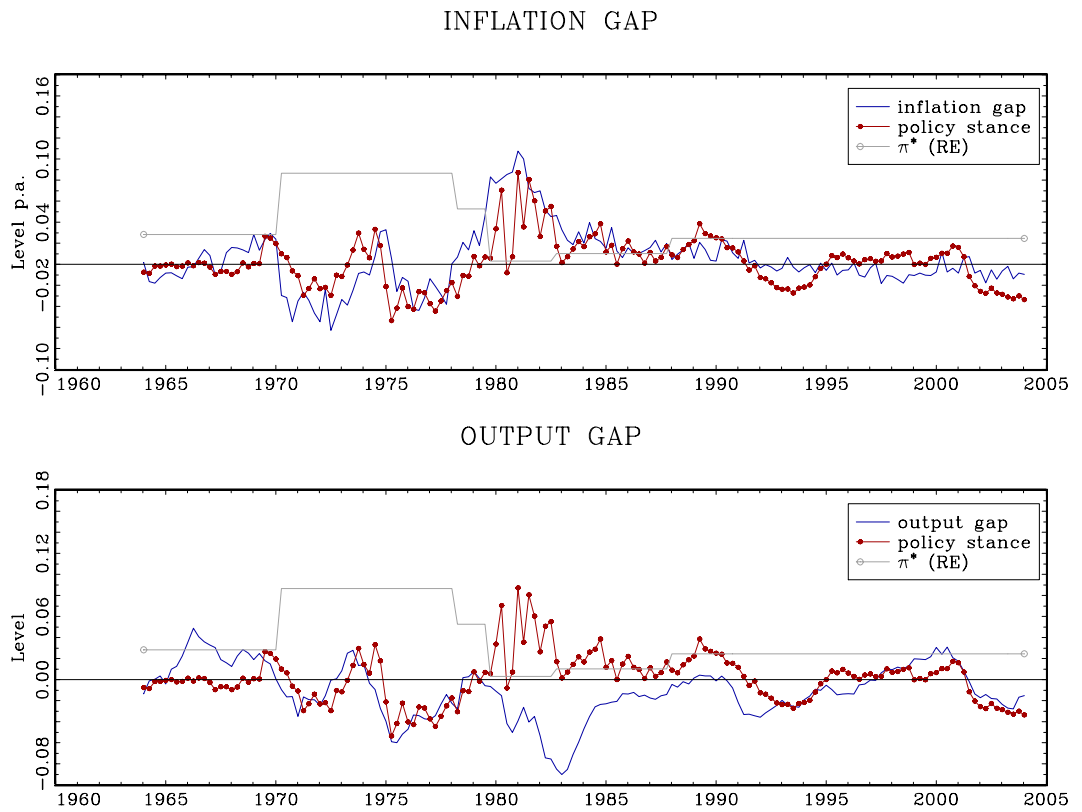 INFLATION GAP
0.16
0.10
0.04
−0.02
−0.10
Level p.a.
inflation gap
policy stance
π* (RE)
1960 1965 1970 1975 1980 1985 1990 1995 2000 2005
OUTPUT GAP
0.18
0.12
0.06
0.00
−0.08
Level
output gap
policy stance
π* (RE)
1960 1965 1970 1975 1980 1985 1990 1995 2000 2005